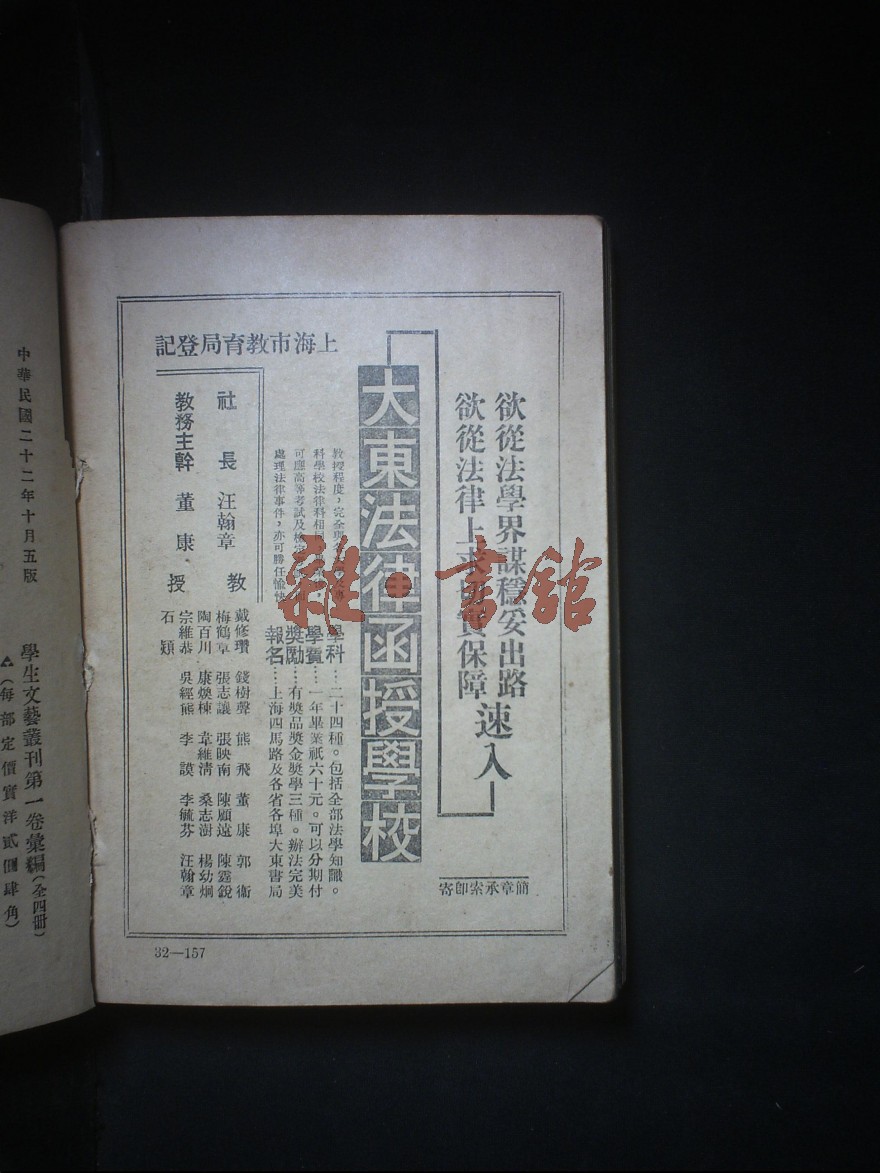 欲從法學界謀穩妥出路
欲從法律上求 實保障
速入
大東法律函授學校
簡章承索即寄
上海市教育局登記
教授程度，完全
科學校法律科相
可應高等考試及
處理法律事件，亦可勝任愉快
學科…二十四種。包括全部法學知識。
學費…一年畢業祇六十元。可以分期付
獎勵…有獎品獎金獎學三種。辦法完美
報名…上海四馬路及各省各埠大東書局
社長 汪翰章
教務主幹 董康
教授
戴修瓚 錢樹聲 熊飛 董康 郭衞
梅鶴章 張志讓 張映南 陳顧遠 陳霆銳
陶百川 康煥棟 韋維清 桑志澍 楊幼炯
宗維恭 吳經熊 李謨 李毓芬 汪翰章
石熲
32—157
中華民國二十二年十月五版
學生文藝叢刊第一卷彙編（全四册）
▲（每部定價實洋貳側肆角）
雜·書館